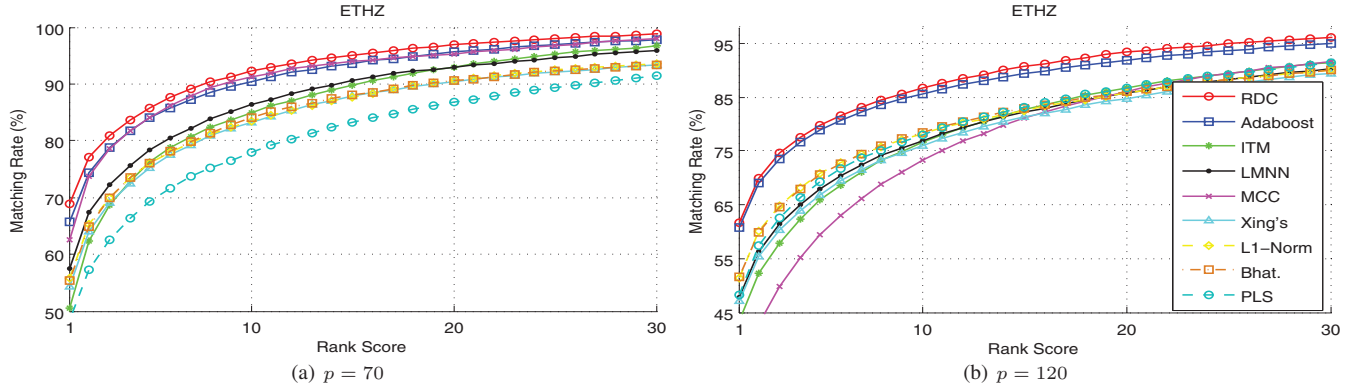 ETHZ
100
90
80
70
60
50
1
10
20
30
Matching Rate (%)
Rank Score
(a) p = 70
ETHZ
95
85
75
65
55
45
1
10
20
30
Matching Rate (%)
Rank Score
RDC
Adaboost
ITM
LMNN
MCC
Xing's
L1-Norm
Bhat.
PLS
(b) p = 120